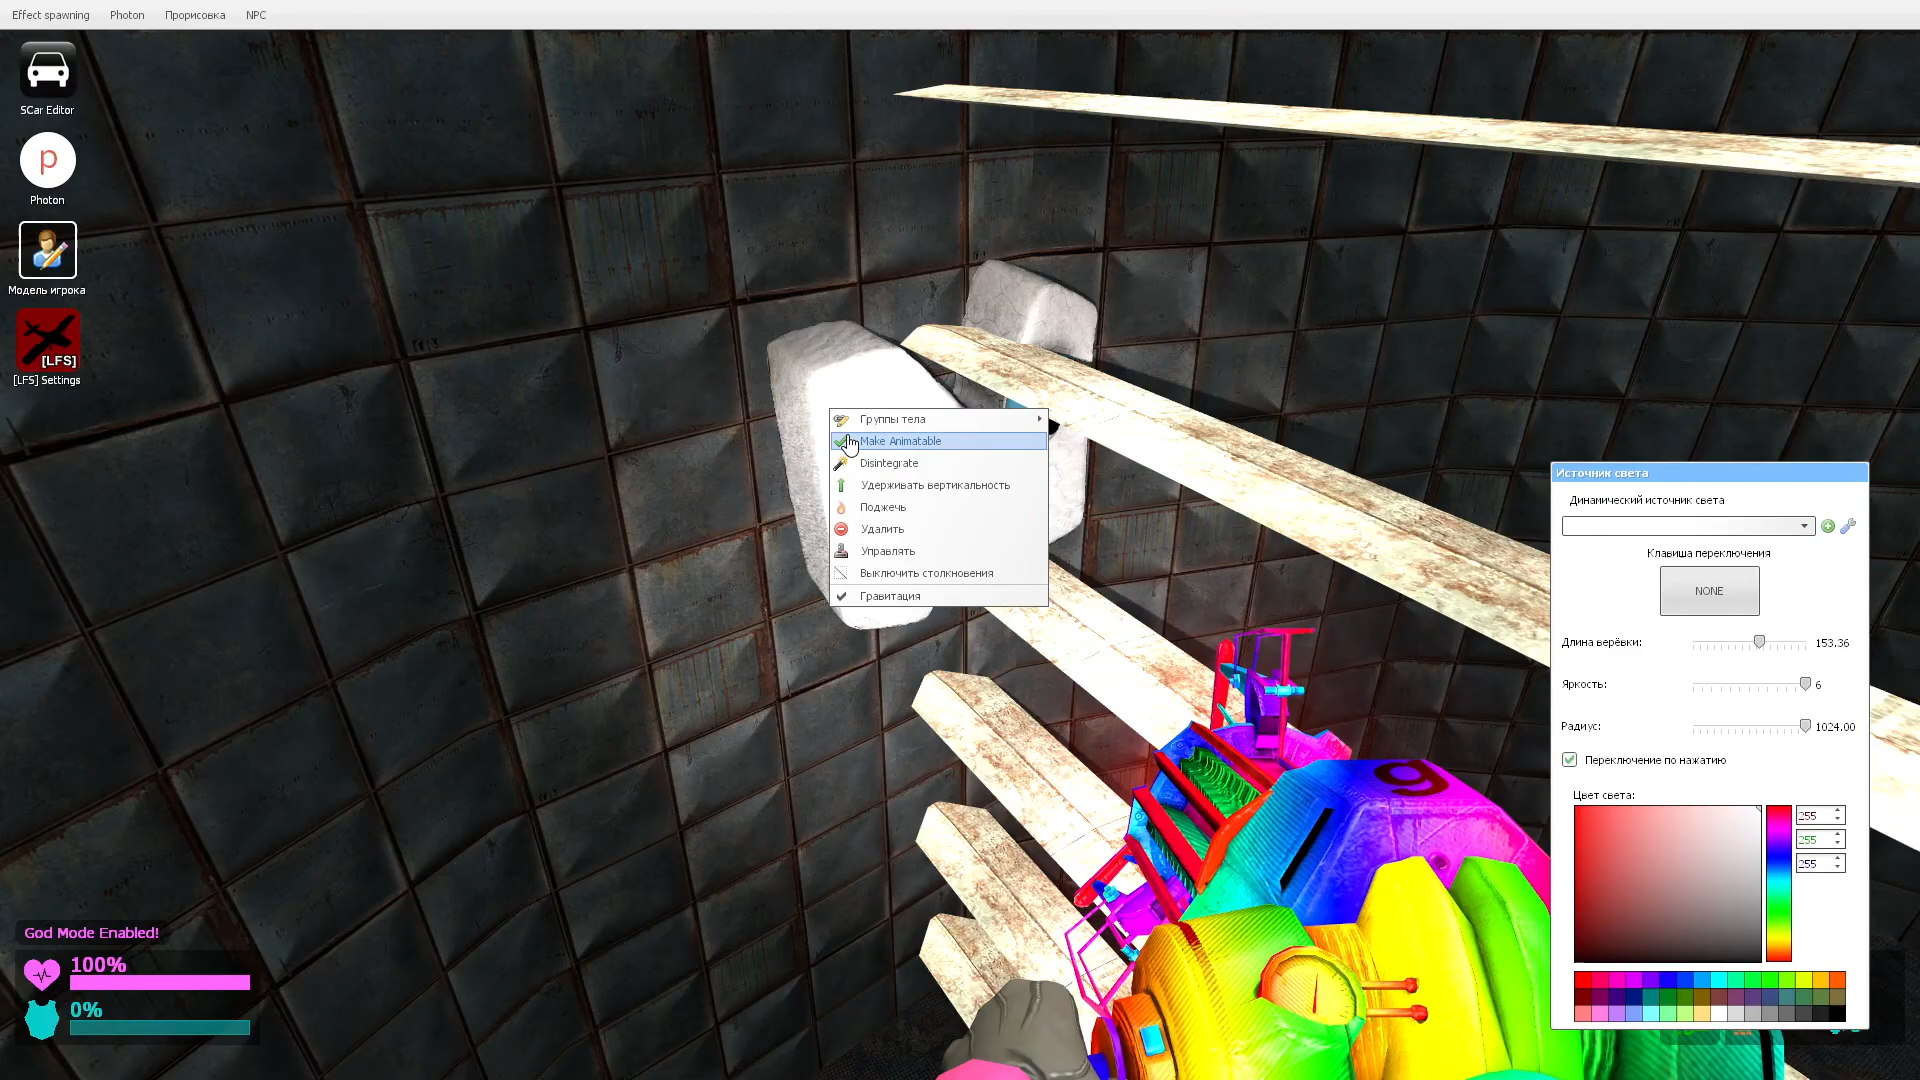 Effect spawning Photon Прорисовка NPC
SCar Editor
p
Photon
Модель игрока
[LFS]
[LFS] Settings
Группы тела
Make Animatable
Disintegrate
Удерживать вертикальность
Поджечь
Удалить
Управлять
Выключить столкновения
Гравитация
Источник света
Динамический источник света
Клавиша переключения
NONE
Длина верёвки: 153.36
Яркость: 6
Радиус: 1024.00
Переключение по нажатию
Цвет света:
255
255
255
God Mode Enabled!
100%
0%